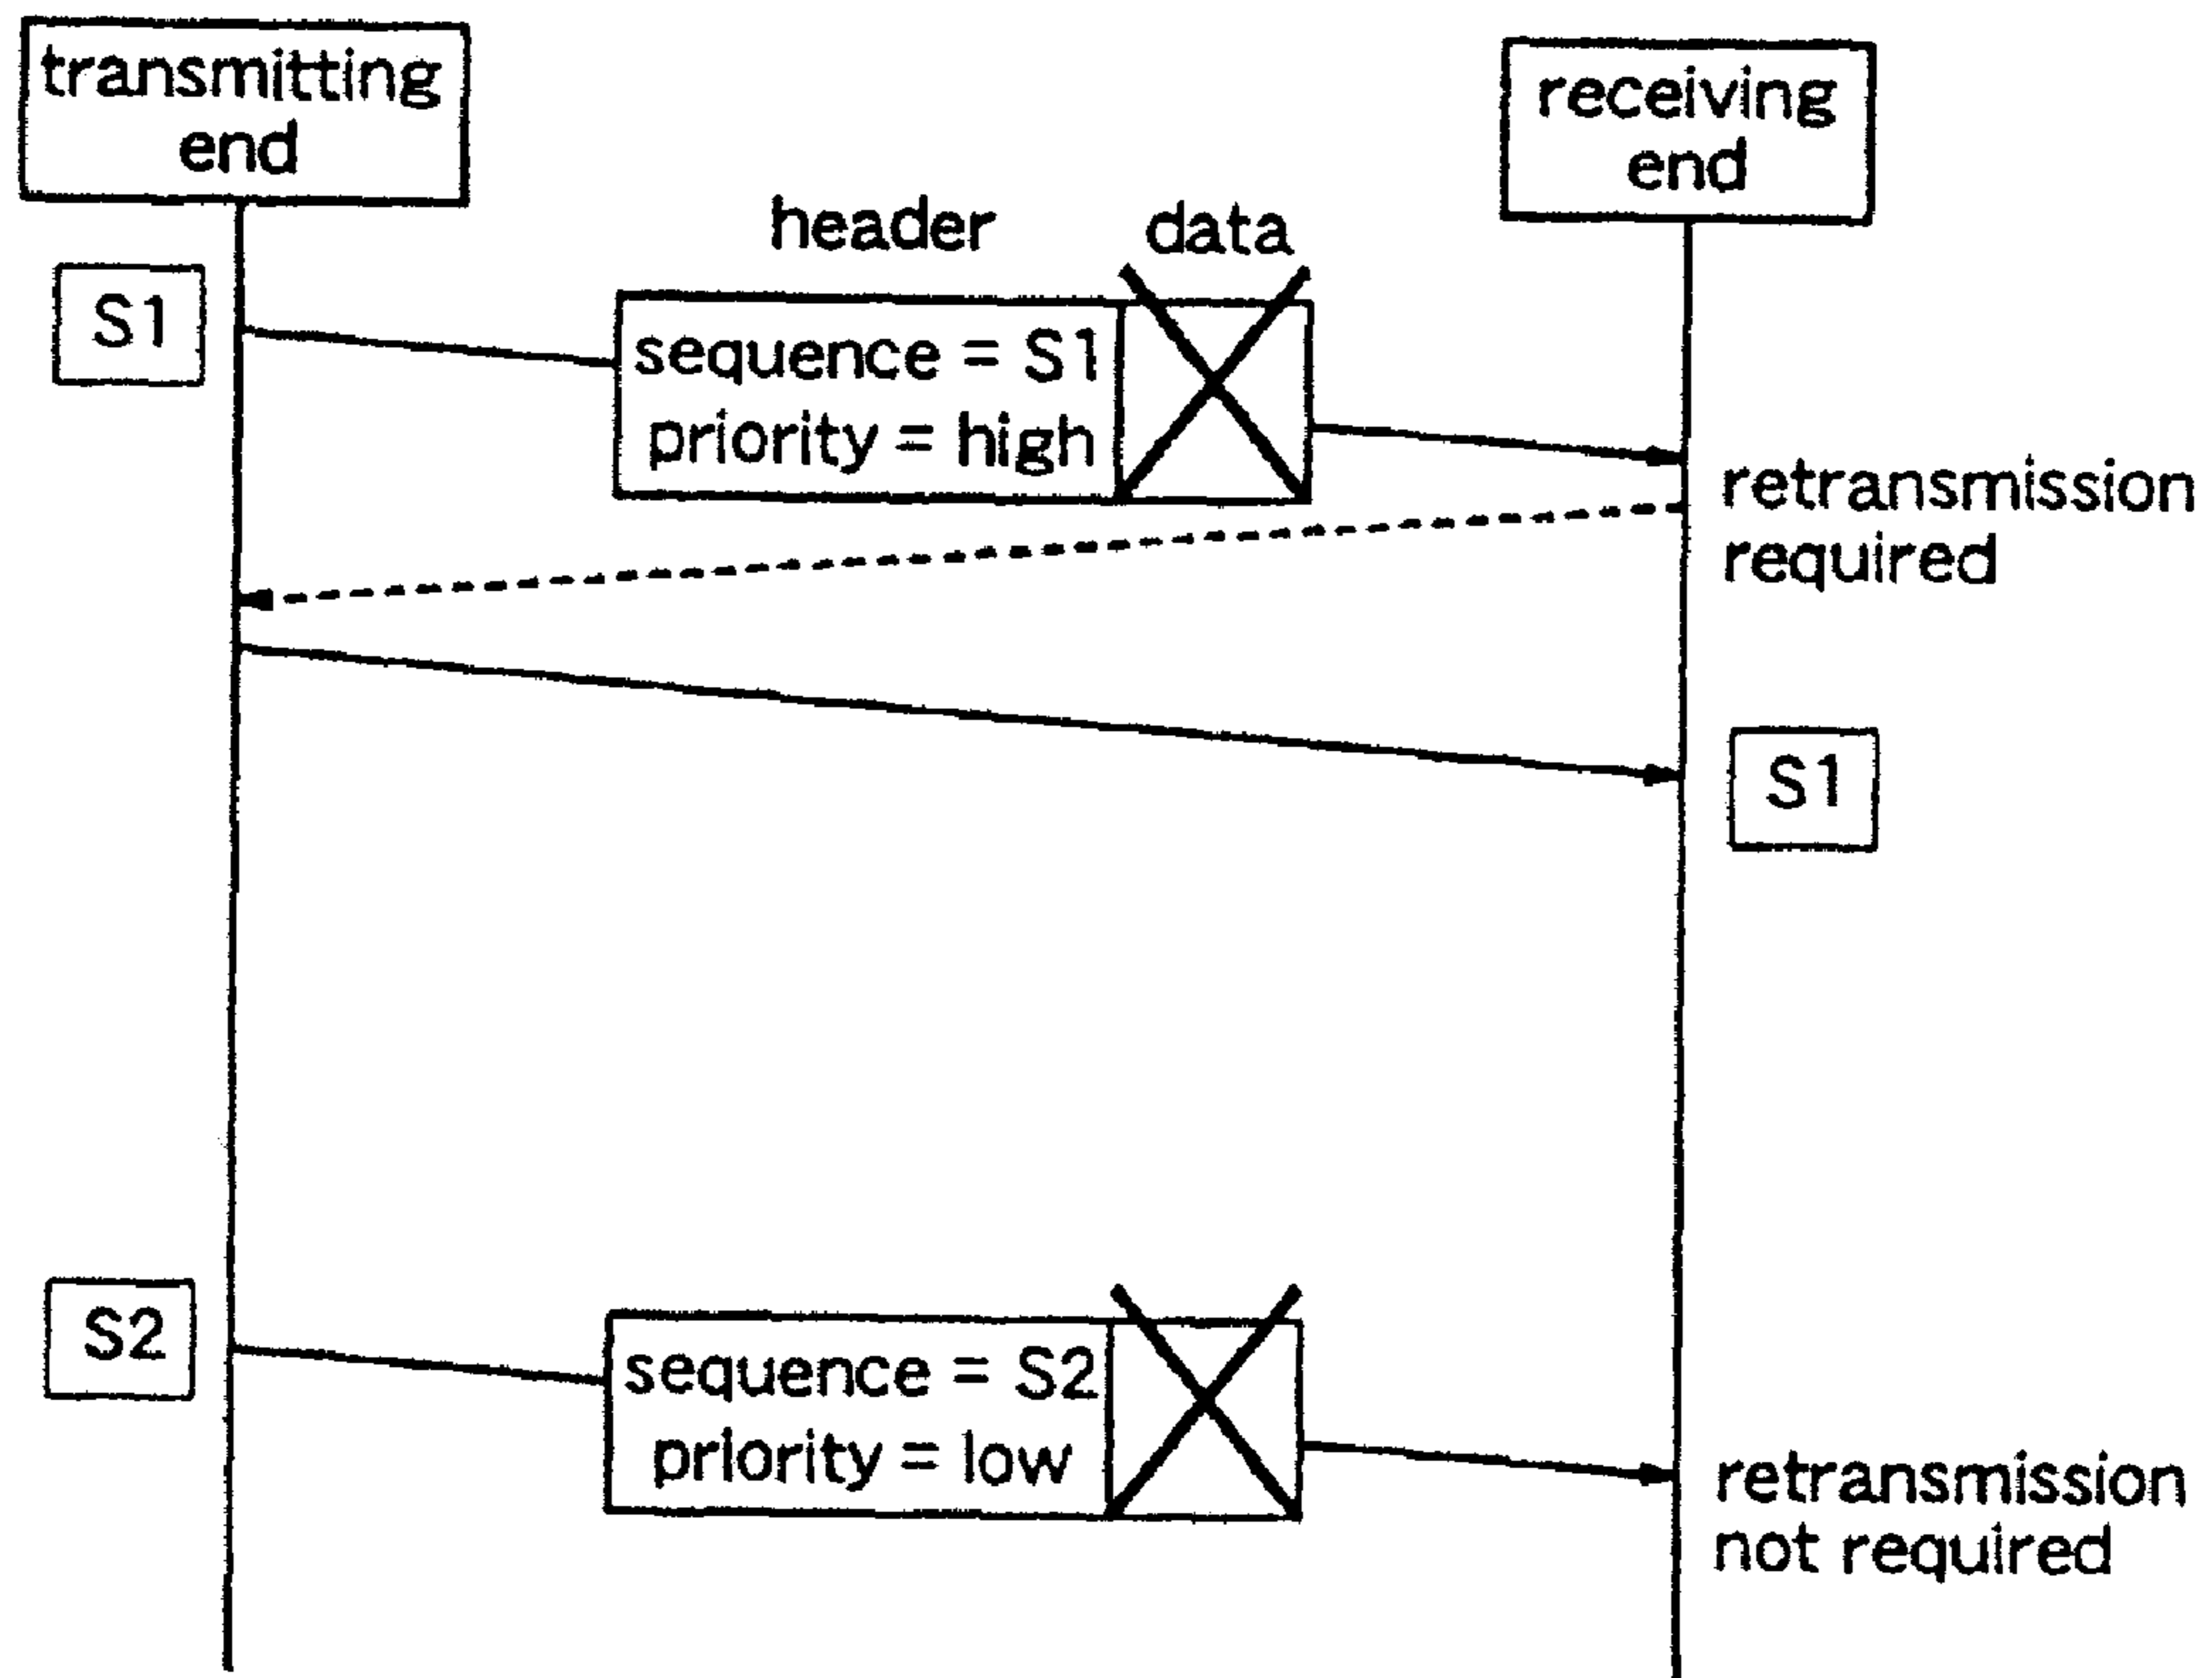 transmitting
end
receiving
end
header
data
S1
sequence = S1
priority = high
retransmission
required
S1
S2
sequence = S2
priority = low
retransmission
not required